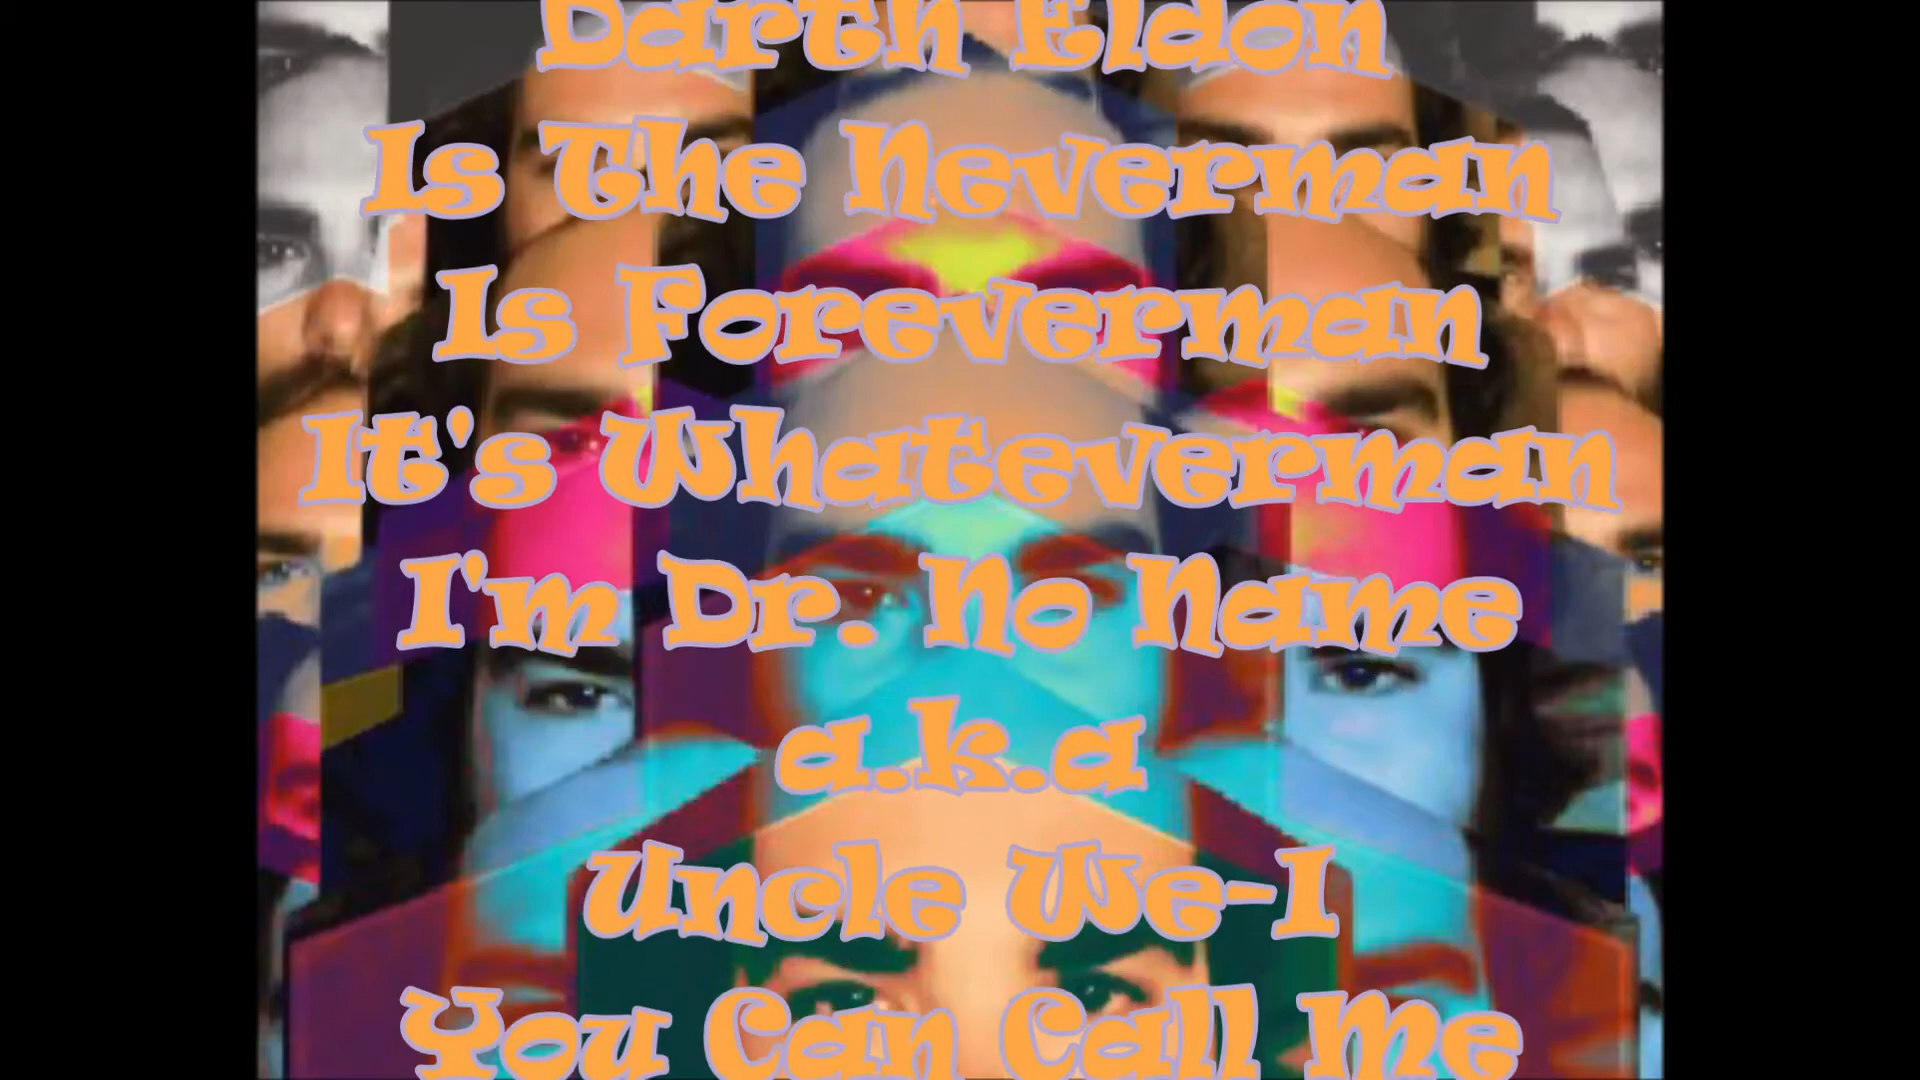 Darth Eldon
Is The Neverman
Is Foreverman
It's Whateverman
I'm Dr. No Name
a.k.a
Uncle We-I
You Can Call Me